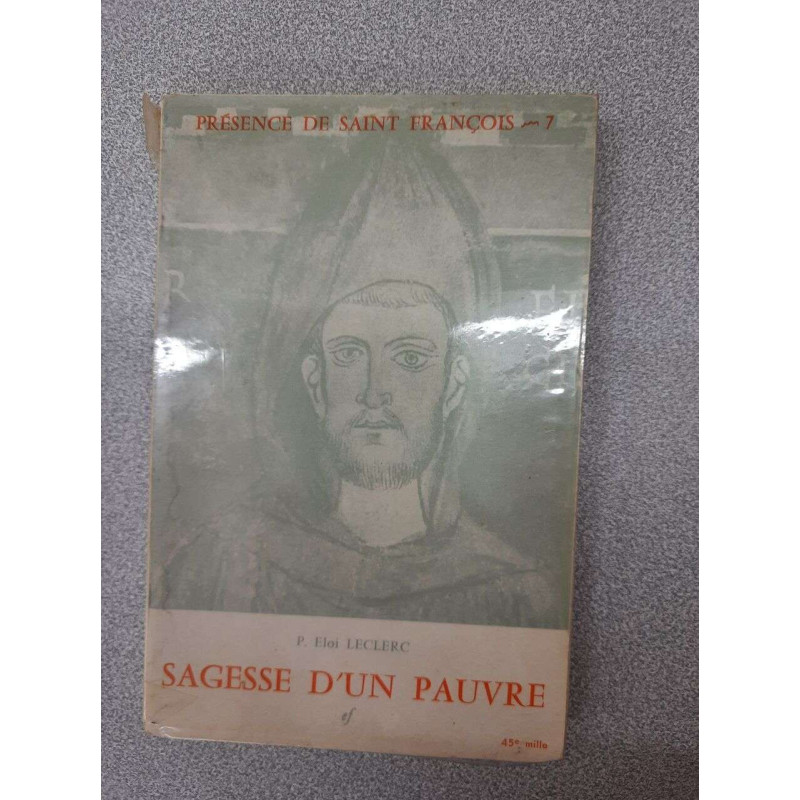 PRÉSENCE DE SAINT FRANÇOIS 7
R
P. Eloi LECLERC
SAGESSE D'UN PAUVRE
ef
45e mille